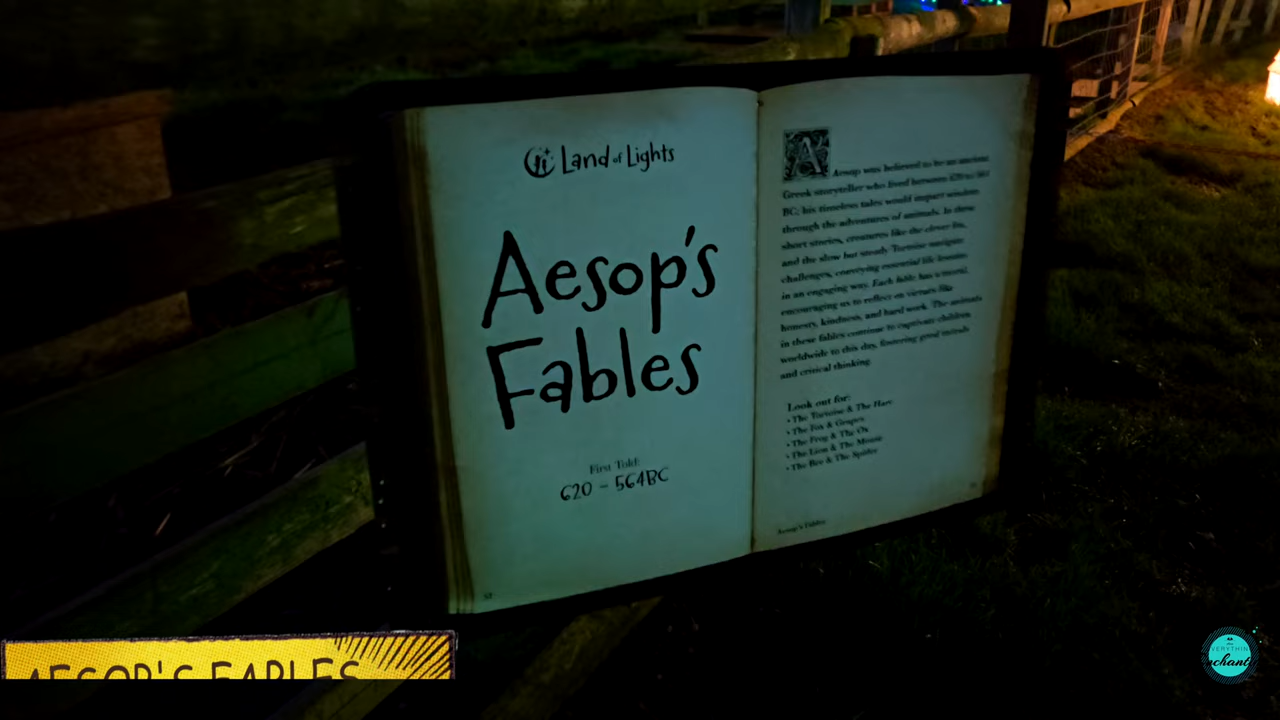 Land of Lights
Aesop's
Fables
First Told:
620 - 564BC
A
Aesop was believed to be an ancient
Greek storyteller who lived between
BC; his timeless tales would impart wisdom
through the adventures of animals. In these
short stories, creatures like the clever fox,
and the slow but steady Tortoise navigate
challenges, conveying essential life lessons
in an engaging way. Each fable has a moral,
encouraging us to reflect on virtues like
honesty, kindness, and hard work. The animals
in these fables continue to captivate children
worldwide to this day, fostering good morals
and critical thinking.
Look out for:
• The Tortoise & The Hare
• The Fox & Grapes
• The Frog & The Ox
• The Lion & The Mouse
• The Bee & The Spider
Aesop's Fables
AESOP'S FABLES